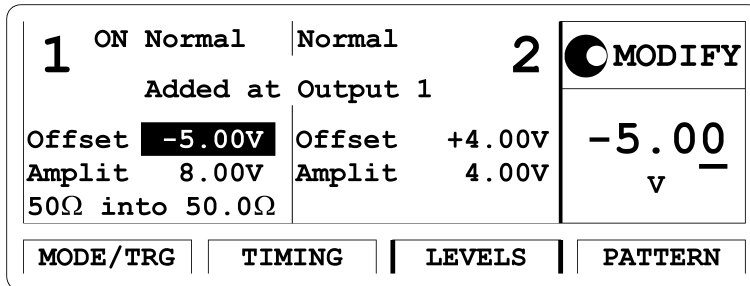 1 ON Normal Normal 2
Added at Output 1
Offset -5.00V Offset +4.00V
Amplit 8.00V Amplit 4.00V
50Ω into 50.0Ω
MODIFY
-5.00
V
MODE/TRG TIMING LEVELS PATTERN